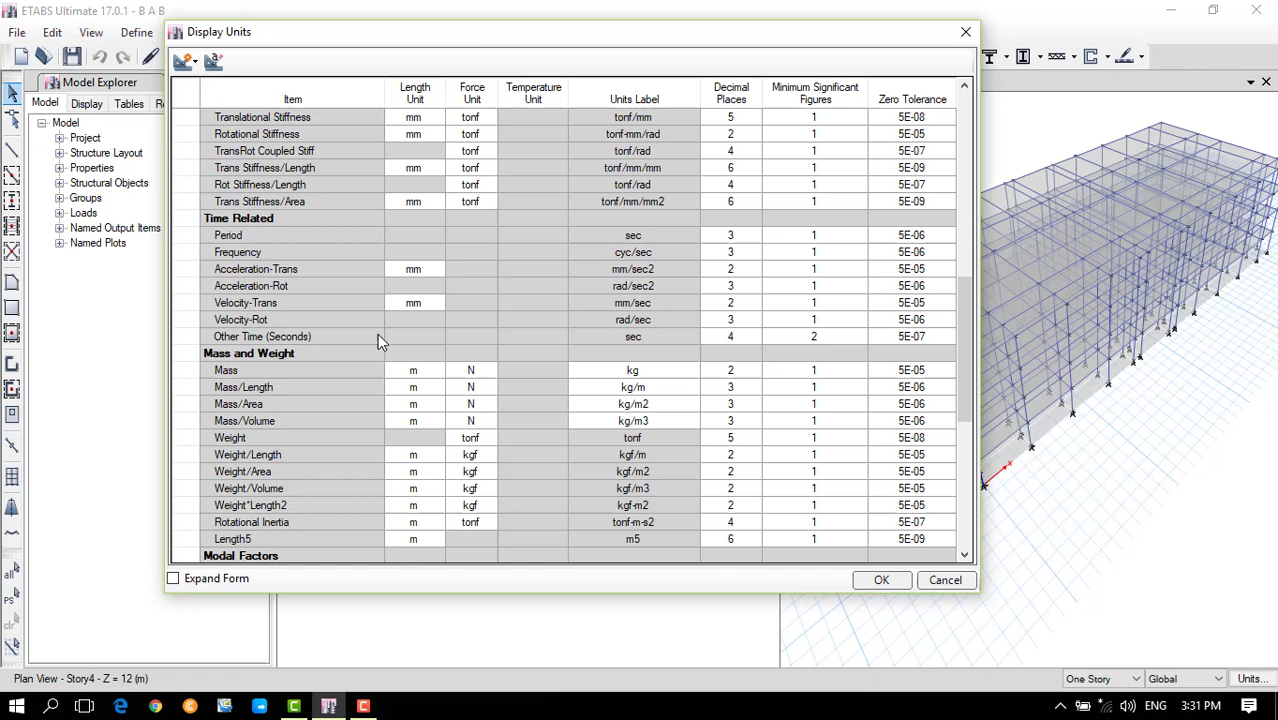 ETABS Ultimate 17.0.1 - B A B
File Edit View Define
Display Units
Model Explorer
Model Display Tables
Model
Project
Structure Layout
Properties
Structural Objects
Groups
Loads
Named Output Items
Named Plots
Item Length Unit Force Unit Temperature Unit Units Label Decimal Places Minimum Significant Figures Zero Tolerance
Translational Stiffness mm tonf tonf/mm 5 1 5E-08
Rotational Stiffness mm tonf tonf-mm/rad 2 1 5E-05
TransRot Coupled Stiff tonf tonf/rad 4 1 5E-07
Trans Stiffness/Length mm tonf tonf/mm/mm 6 1 5E-09
Rot Stiffness/Length tonf tonf/rad 4 1 5E-07
Trans Stiffness/Area mm tonf tonf/mm/mm2 6 1 5E-09
Time Related
Period sec 3 1 5E-06
Frequency cyc/sec 3 1 5E-06
Acceleration-Trans mm mm/sec2 2 1 5E-05
Acceleration-Rot rad/sec2 3 1 5E-06
Velocity-Trans mm mm/sec 2 1 5E-05
Velocity-Rot rad/sec 3 1 5E-06
Other Time (Seconds) sec 4 2 5E-07
Mass and Weight
Mass m N kg 2 1 5E-05
Mass/Length m N kg/m 3 1 5E-06
Mass/Area m N kg/m2 3 1 5E-06
Mass/Volume m N kg/m3 3 1 5E-06
Weight tonf tonf 5 1 5E-08
Weight/Length m kgf kgf/m 2 1 5E-05
Weight/Area m kgf kgf/m2 2 1 5E-05
Weight/Volume m kgf kgf/m3 2 1 5E-05
Weight*Length2 m kgf kgf-m2 2 1 5E-05
Rotational Inertia m tonf tonf-m-s2 4 1 5E-07
Length5 m m5 6 1 5E-09
Modal Factors
Expand Form
OK Cancel
all
PS
clr
x
Plan View - Story4 - Z = 12 (m)
One Story Global Units...
ENG 3:31 PM